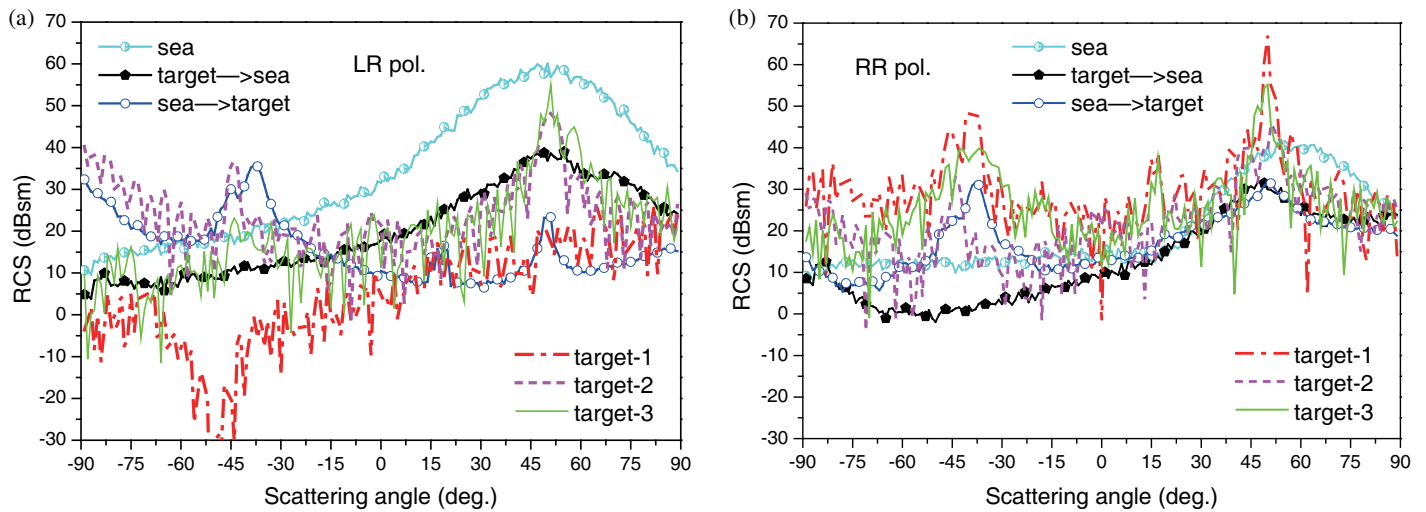 (a)
sea
target—>sea
sea—>target
LR pol.
target-1
target-2
target-3
RCS (dBsm)
70
60
50
40
30
20
10
0
-10
-20
-30
-90 -75 -60 -45 -30 -15 0 15 30 45 60 75 90
Scattering angle (deg.)
(b)
sea
target—>sea
sea—>target
RR pol.
target-1
target-2
target-3
RCS (dBsm)
70
60
50
40
30
20
10
0
-10
-20
-30
-90 -75 -60 -45 -30 -15 0 15 30 45 60 75 90
Scattering angle (deg.)